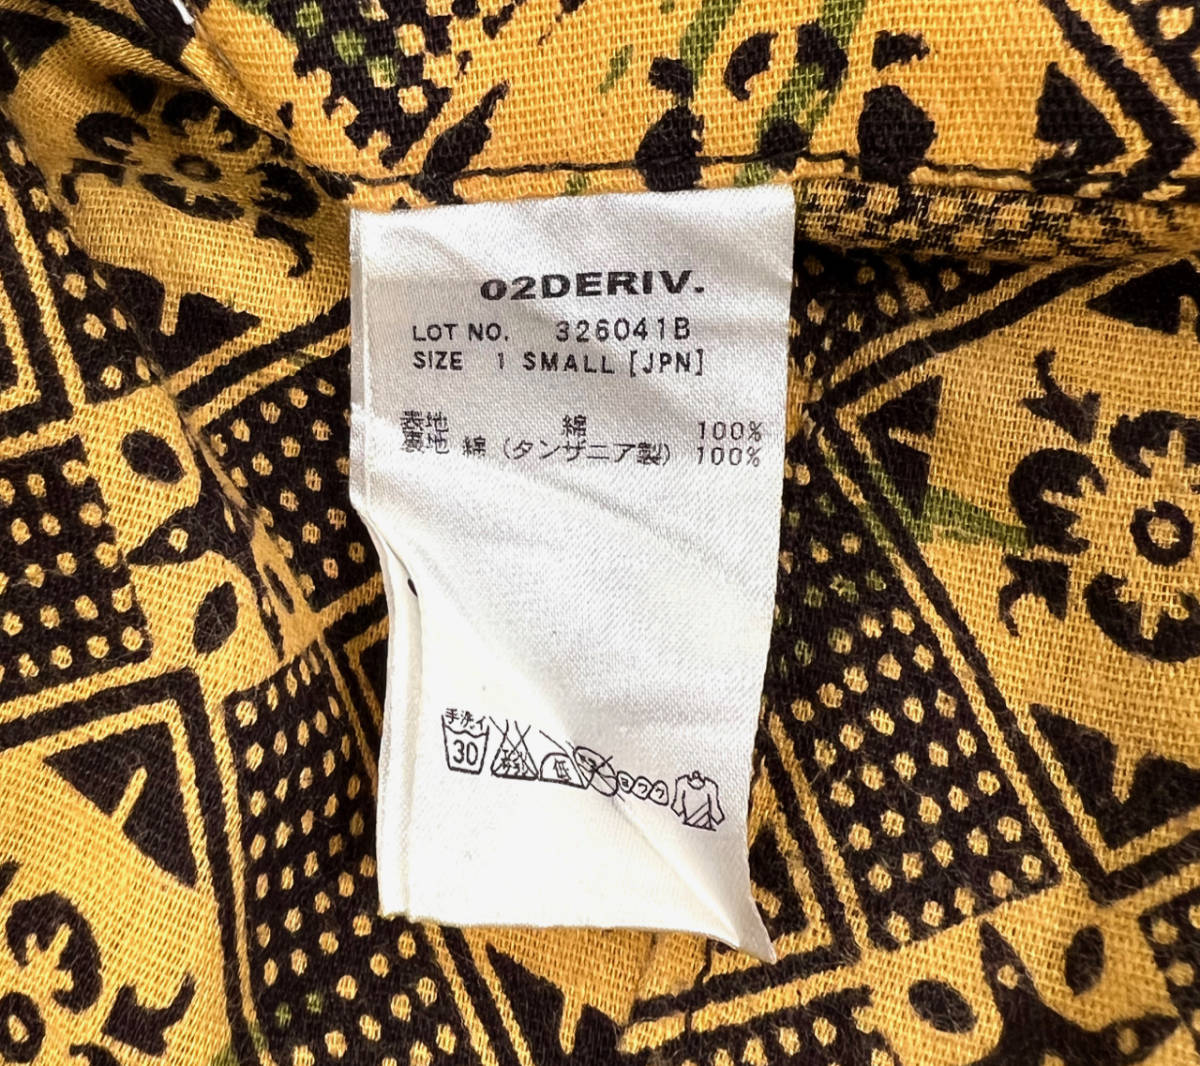 02DERIV.
LOT NO. 326041B
SIZE 1 SMALL [JPN]
表地 綿 100%
裏地 綿 (タンザニア製) 100%
手洗イ
30
低